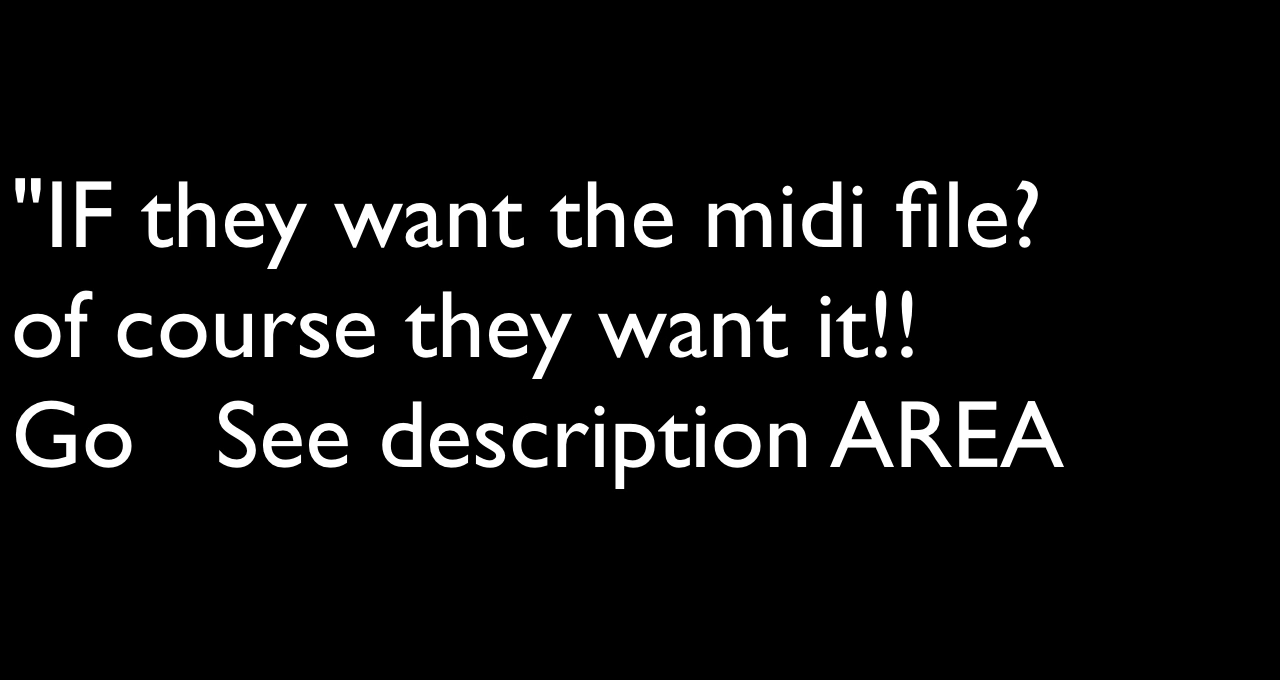 "IF they want the midi file?
of course they want it!!
Go   See description AREA